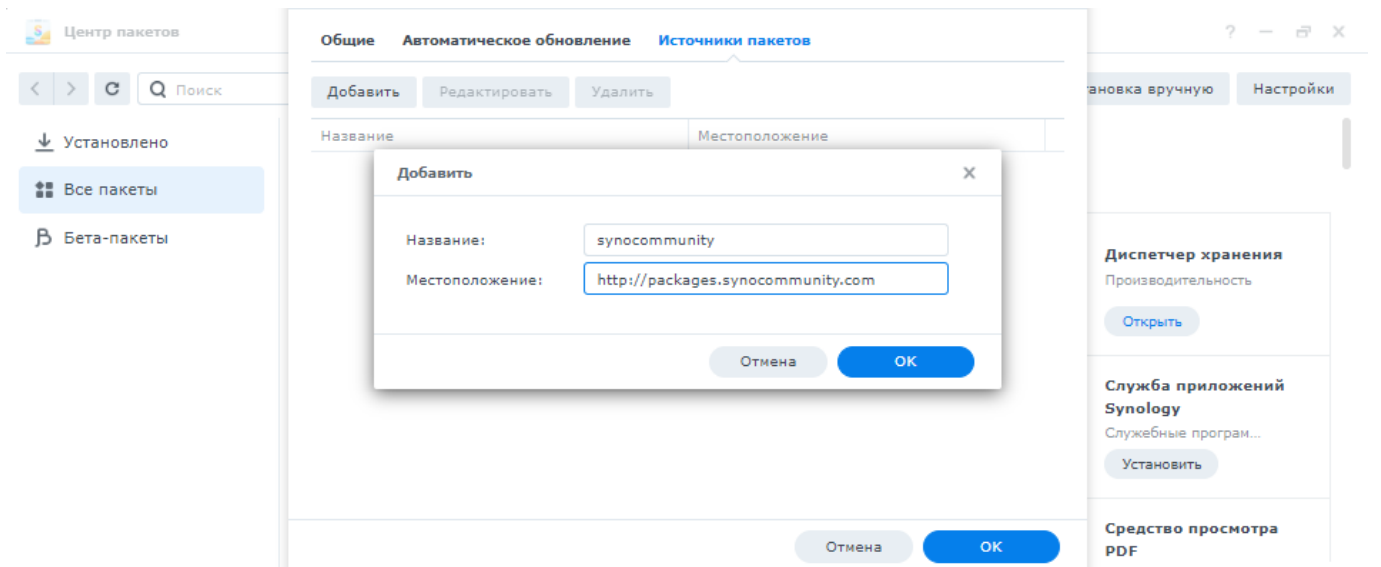 Центр пакетов
Общие Автоматическое обновление Источники пакетов
Поиск
Добавить Редактировать Удалить
вручную Настройки
Название Местоположение
Установлено
Все пакеты
Бета-пакеты
Добавить
Название: synocommunity
Местоположение: http://packages.synocommunity.com
Отмена OK
Диспетчер хранения
Производительность
Открыть
Служба приложений
Synology
Служебные програм...
Установить
Средство просмотра
PDF
Отмена OK